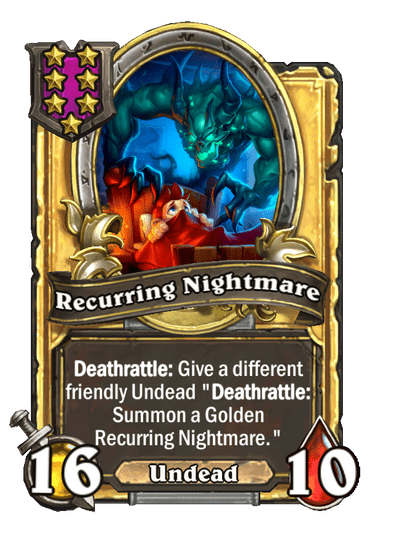 Recurring Nightmare
Deathrattle: Give a different
friendly Undead "Deathrattle:
Summon a Golden
Recurring Nightmare."
16
Undead
10